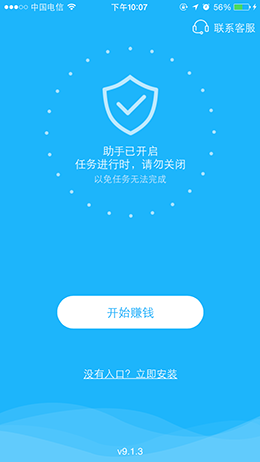 中国电信 下午10:07 56%
联系客服
助手已开启
任务进行时，请勿关闭
以免任务无法完成
开始赚钱
没有入口？立即安装
v9.1.3